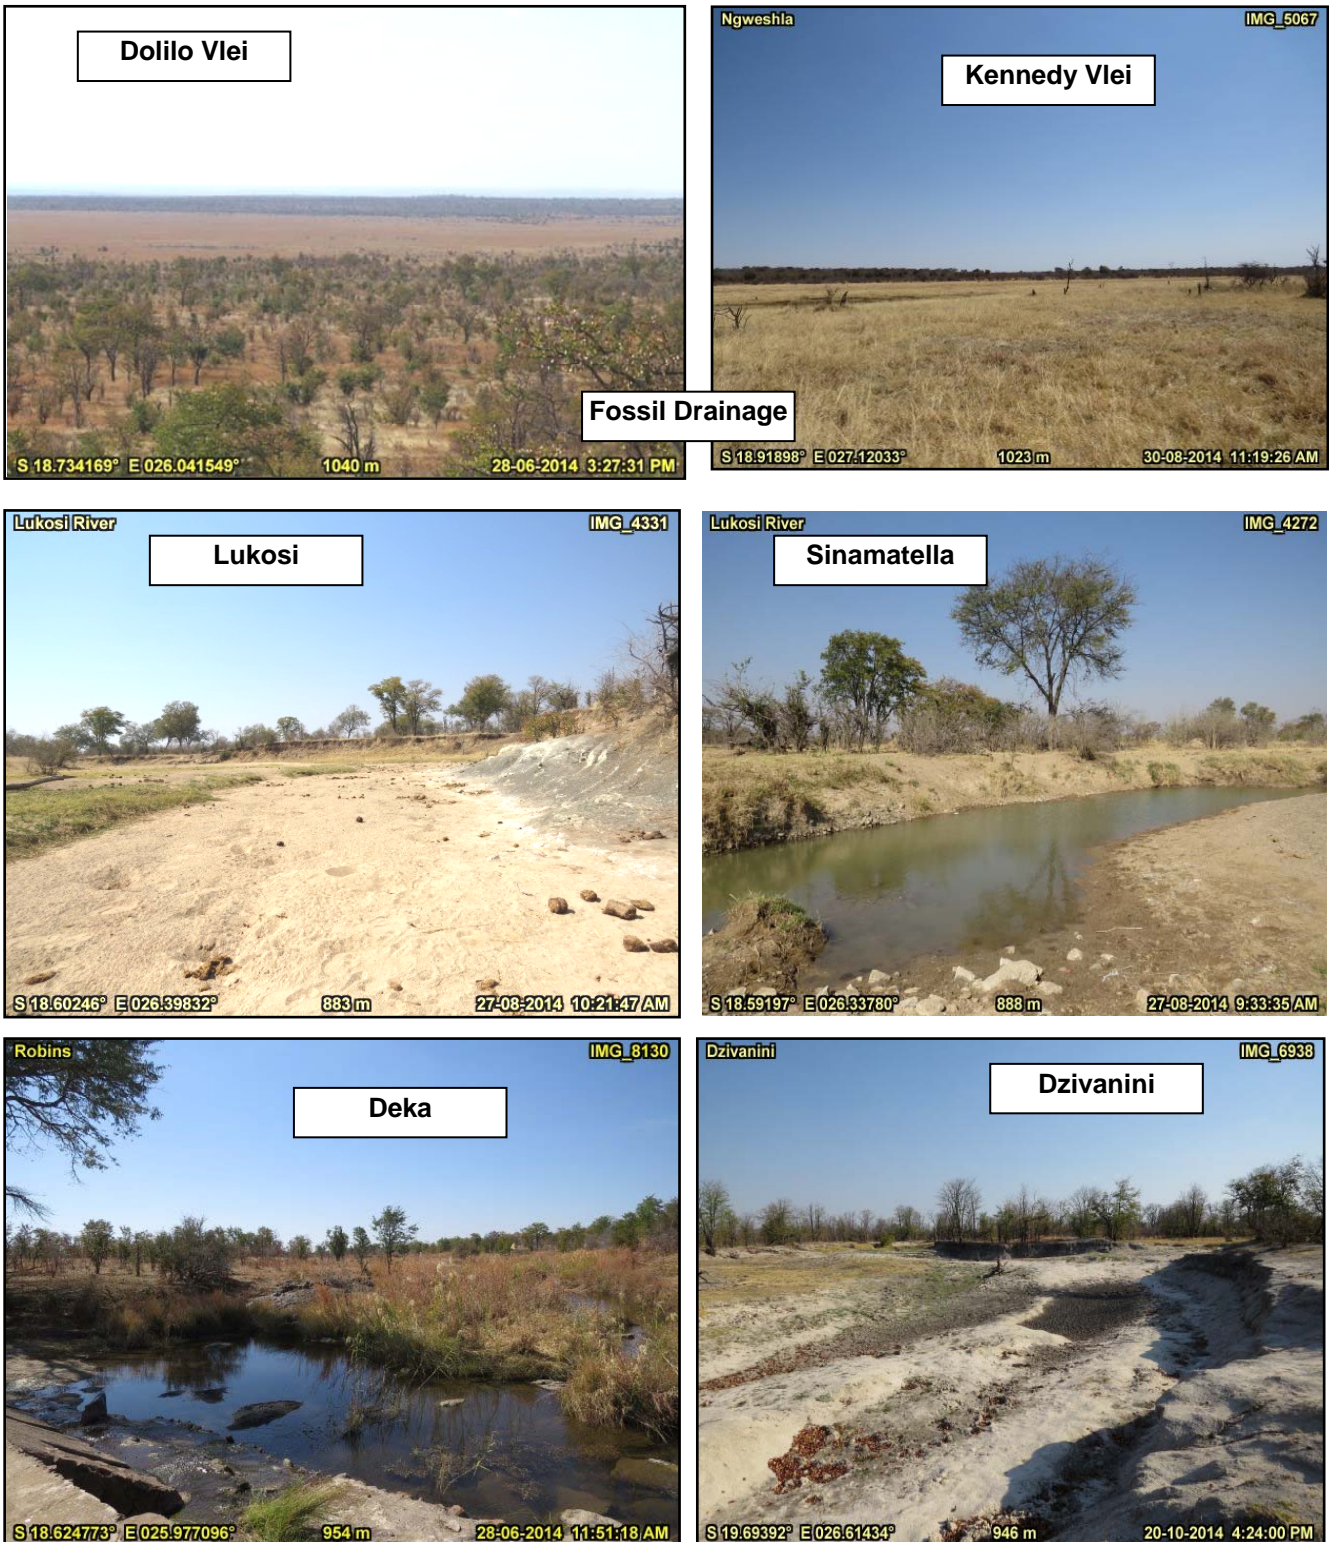 Dolilo Vlei
S 18.734169° E 026.041549° 1040 m 28-06-2014 3:27:31 PM
Ngweshla IMG_5067
Kennedy Vlei
S 18.91898° E 027.12033° 1023 m 30-08-2014 11:19:26 AM
Fossil Drainage
Lukosi River IMG_4331
Lukosi
S 18.60246° E 026.39832° 883 m 27-08-2014 10:21:47 AM
Lukosi River IMG_4272
Sinamatella
S 18.59197° E 026.33780° 888 m 27-08-2014 9:33:35 AM
Robins IMG_8130
Deka
S 18.624773° E 025.977096° 954 m 28-06-2014 11:51:18 AM
Dzivanini IMG_6938
Dzivanini
S 19.69392° E 026.61434° 946 m 20-10-2014 4:24:00 PM